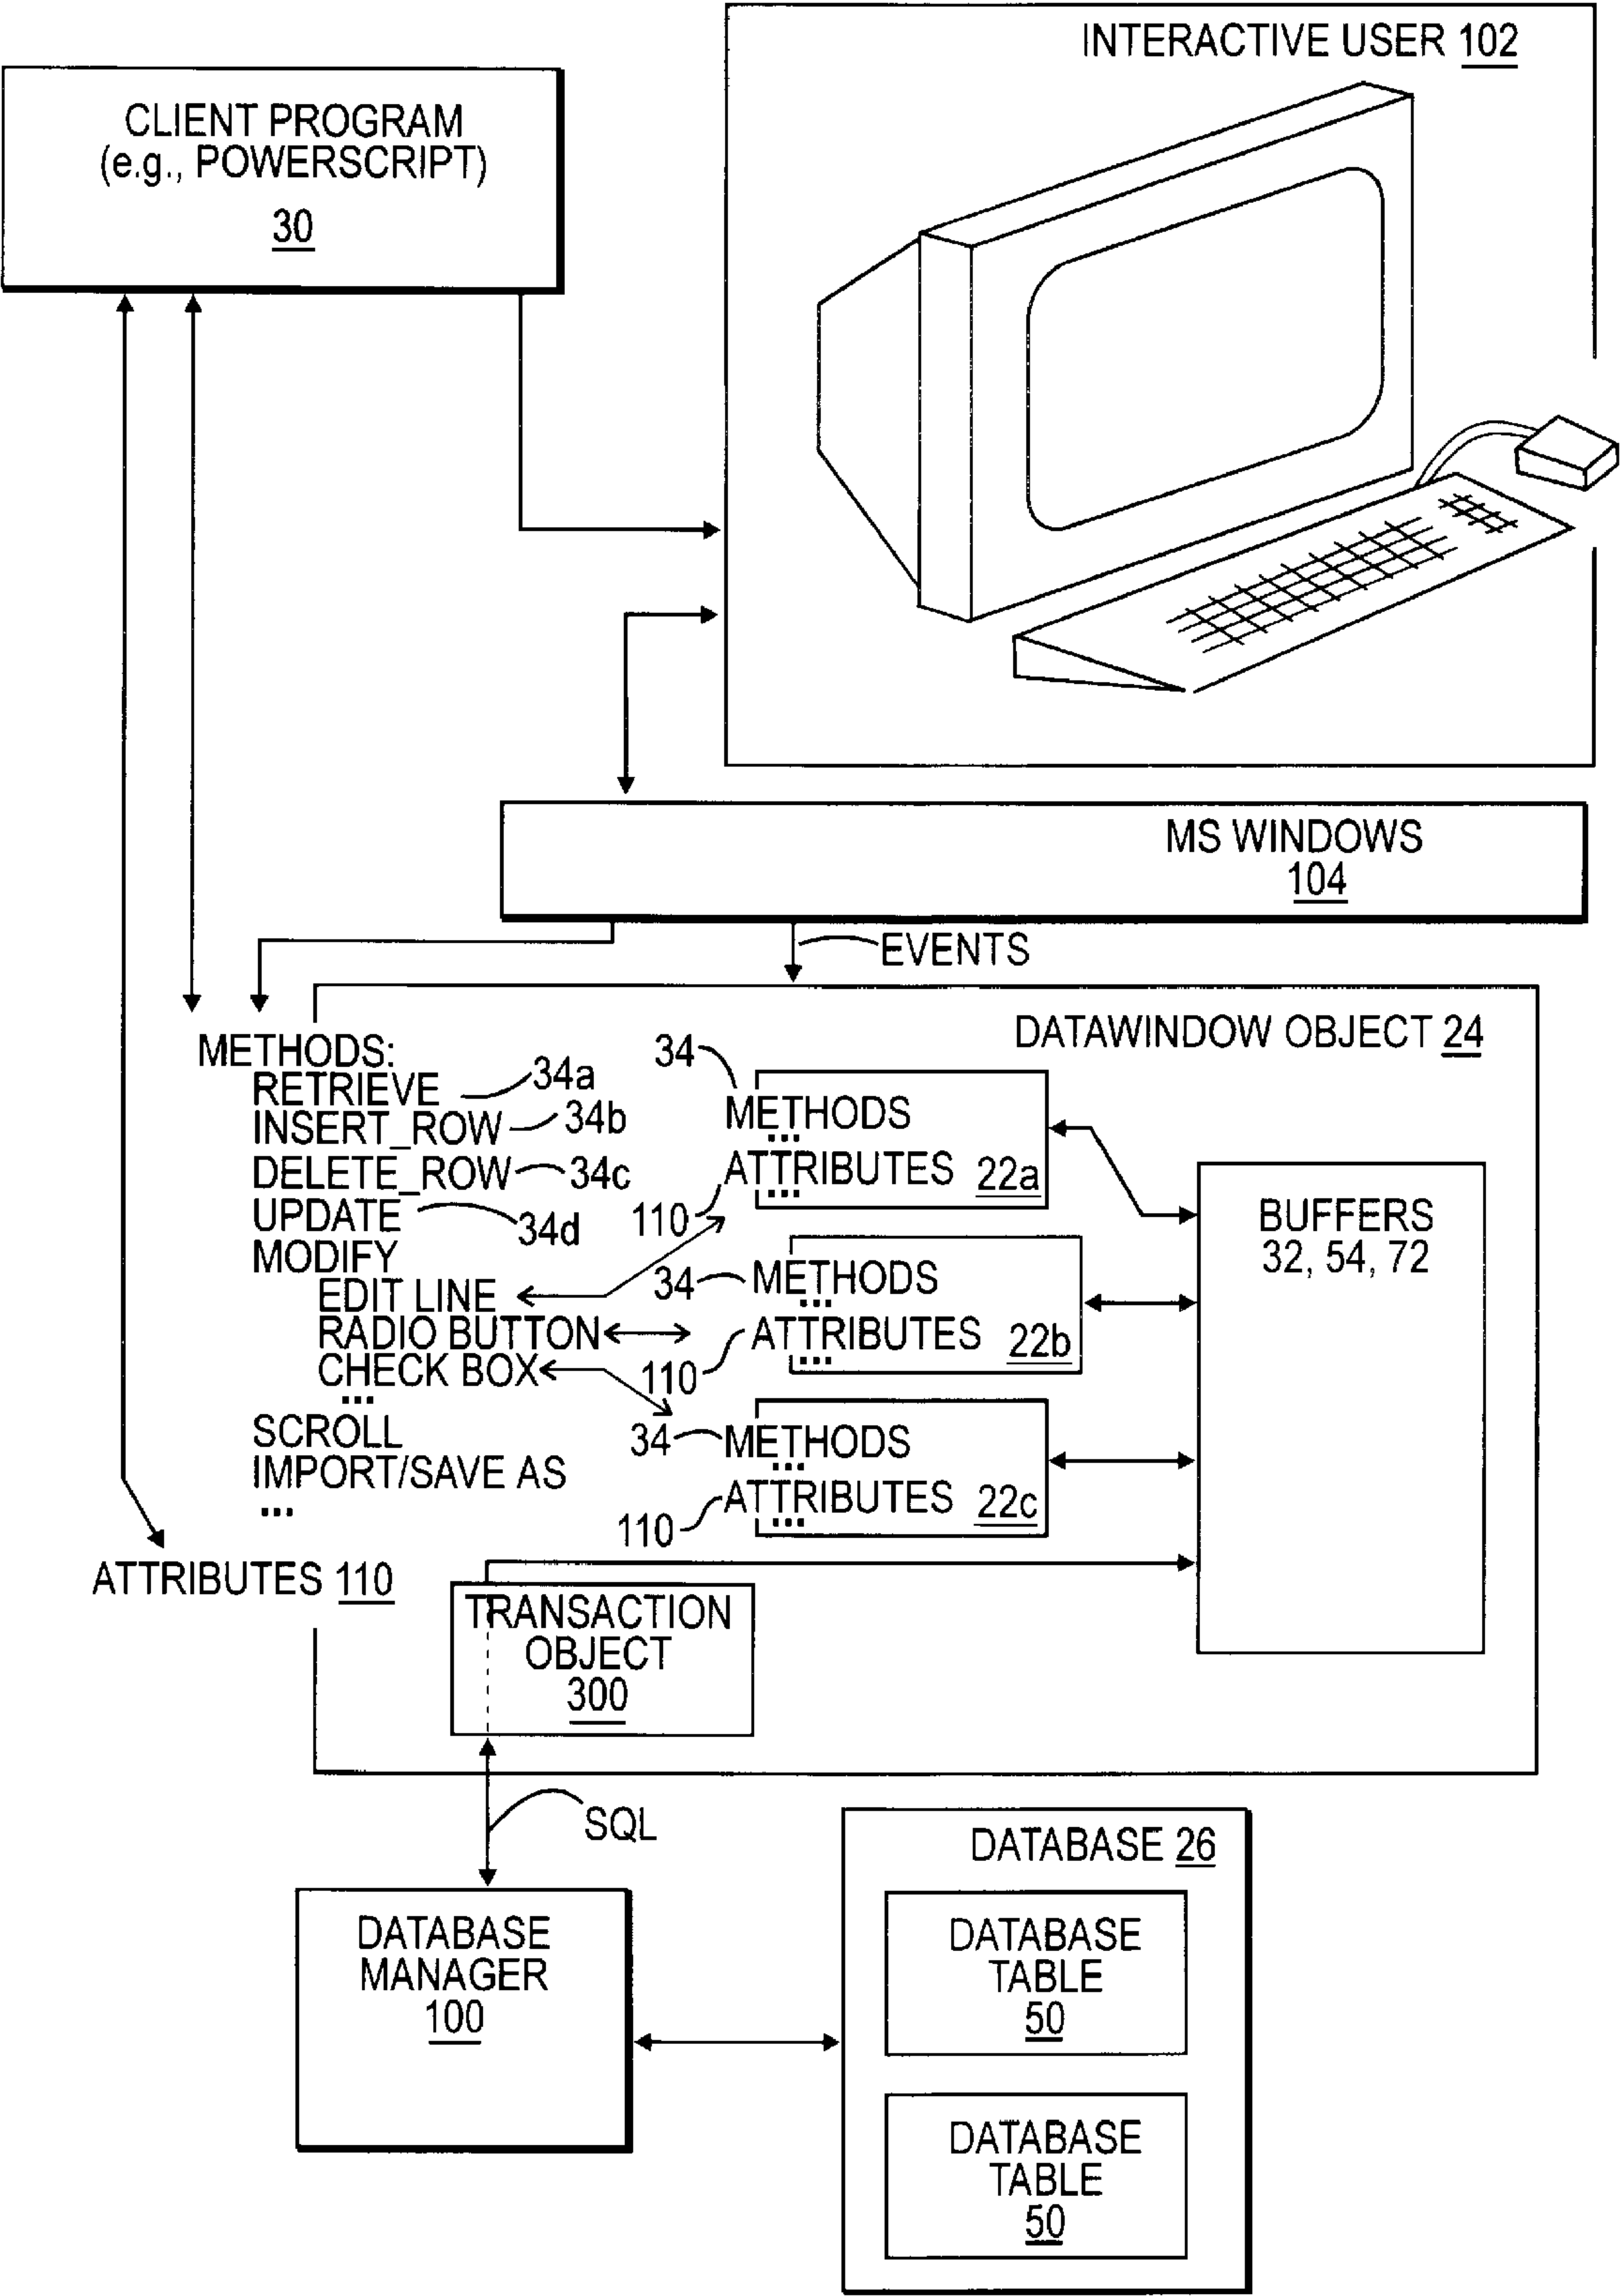 INTERACTIVE USER 102
CLIENT PROGRAM
(e.g., POWERSCRIPT)
30
MS WINDOWS
104
EVENTS
DATAWINDOW OBJECT 24
METHODS:
RETRIEVE 34a
INSERT_ROW 34b
DELETE_ROW 34c
UPDATE 34d
MODIFY
EDIT LINE
RADIO BUTTON
CHECK BOX
...
SCROLL
IMPORT/SAVE AS
...
ATTRIBUTES 110
34
METHODS
...
ATTRIBUTES 22a
...
110
34 METHODS
...
ATTRIBUTES 22b
...
110
34 METHODS
...
ATTRIBUTES 22c
...
110
BUFFERS
32, 54, 72
TRANSACTION
OBJECT
300
SQL
DATABASE
MANAGER
100
DATABASE 26
DATABASE
TABLE
50
DATABASE
TABLE
50